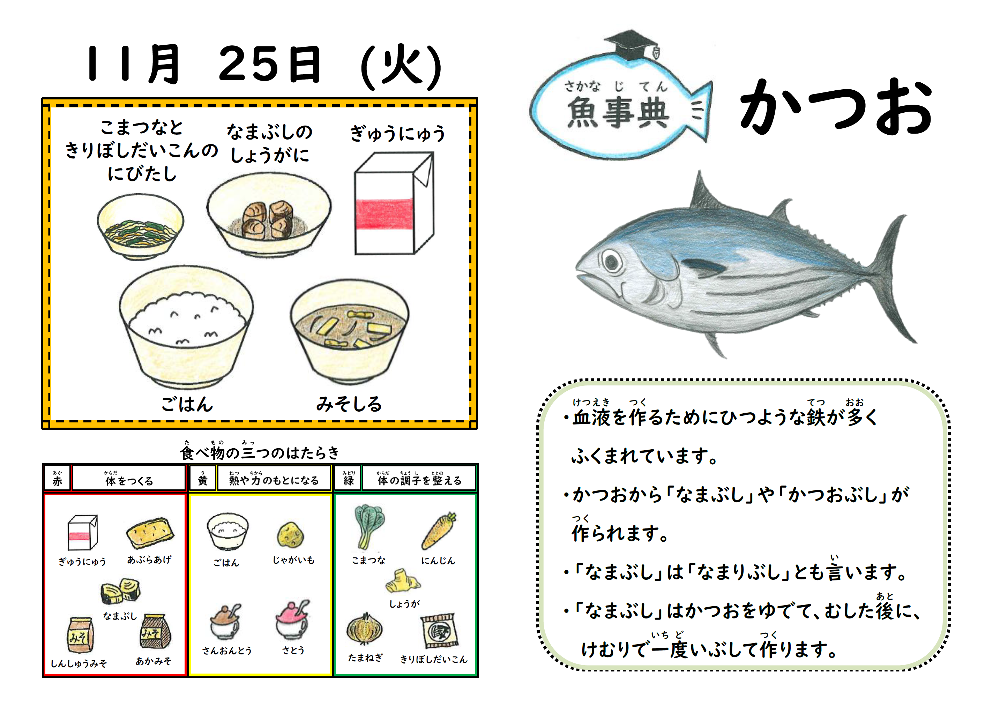 11月 25日 (火)
こまつなと
きりぼしだいこんの
にびたし
なまぶしの
しょうがに
ぎゅうにゅう
ごはん
みそしる
た もの みっ
食べ物の三つのはたらき
あか
赤
からだ
体をつくる
き
黄
ねつ ちから
熱や力のもとになる
みどり
緑
からだ ちょう し ととの
体の調子を整える
ぎゅうにゅう
あぶらあげ
なまぶし
みそ
みそ
しんしゅうみそ
あかみそ
ごはん
じゃがいも
さんおんとう
さとう
こまつな
にんじん
しょうが
たまねぎ
きりぼしだいこん
さかな じ てん
魚事典
かつお
けつえき つく てつ おお
・血液を作るためにひつような鉄が多く
ふくまれています。
・かつおから「なまぶし」や「かつおぶし」が
つく
作られます。
い
・「なまぶし」は「なまりぶし」とも言います。
あと
・「なまぶし」はかつおをゆでて、むした後に、
いち ど つく
けむりで一度いぶして作ります。